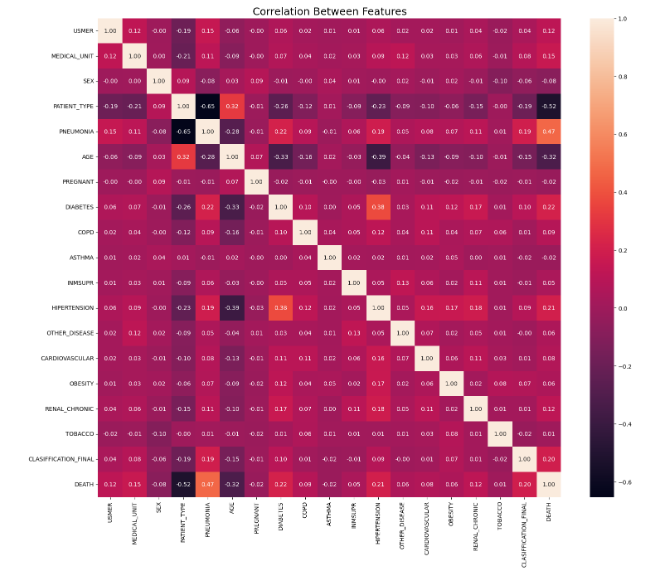 Correlation Between Features
USMER 1.00 0.12 -0.00 -0.19 0.15 -0.06 -0.00 0.06 0.02 0.01 0.01 0.06 0.02 0.02 0.01 0.04 -0.02 0.04 0.12
MEDICAL_UNIT 0.12 1.00 0.00 -0.21 0.11 -0.09 -0.00 0.07 0.04 0.02 0.03 0.09 0.12 0.03 0.03 0.06 -0.01 0.08 0.15
SEX -0.00 0.00 1.00 0.09 -0.08 0.03 0.09 -0.01 -0.00 0.04 0.01 -0.00 0.02 -0.01 0.02 -0.01 -0.10 -0.06 -0.08
PATIENT_TYPE -0.19 -0.21 0.09 1.00 -0.65 0.32 -0.01 -0.26 -0.12 0.01 -0.09 -0.23 -0.09 -0.10 -0.06 -0.15 -0.00 -0.19 -0.52
PNEUMONIA 0.15 0.11 -0.08 -0.65 1.00 -0.28 -0.01 0.22 0.09 -0.01 0.06 0.19 0.05 0.08 0.07 0.11 0.01 0.19 0.47
AGE -0.06 -0.09 0.03 0.32 -0.28 1.00 0.07 -0.33 -0.16 0.02 -0.03 -0.39 -0.04 -0.13 -0.09 -0.10 -0.01 -0.15 -0.32
PREGNANT -0.00 -0.00 0.09 -0.01 -0.01 0.07 1.00 -0.02 -0.01 -0.00 -0.00 -0.03 0.01 -0.01 -0.02 -0.01 -0.02 -0.01 -0.02
DIABETES 0.06 0.07 -0.01 -0.26 0.22 -0.33 -0.02 1.00 0.10 0.00 0.05 0.38 0.03 0.11 0.12 0.17 0.01 0.10 0.22
COPD 0.02 0.04 -0.00 -0.12 0.09 -0.16 -0.01 0.10 1.00 0.04 0.05 0.12 0.04 0.11 0.04 0.07 0.06 0.01 0.09
ASTHMA 0.01 0.02 0.04 0.01 -0.01 0.02 -0.00 0.00 0.04 1.00 0.02 0.02 0.01 0.02 0.05 0.00 0.01 -0.02 -0.02
INMSUPR 0.01 0.03 0.01 -0.09 0.06 -0.03 -0.00 0.05 0.05 0.02 1.00 0.05 0.13 0.06 0.02 0.11 0.01 -0.01 0.05
HIPERTENSION 0.06 0.09 -0.00 -0.23 0.19 -0.39 -0.03 0.38 0.12 0.02 0.05 1.00 0.05 0.16 0.17 0.18 0.01 0.09 0.21
OTHER_DISEASE 0.02 0.12 0.02 -0.09 0.05 -0.04 0.01 0.03 0.04 0.01 0.13 0.05 1.00 0.07 0.02 0.05 0.01 -0.00 0.06
CARDIOVASCULAR 0.02 0.03 -0.01 -0.10 0.08 -0.13 -0.01 0.11 0.11 0.02 0.06 0.16 0.07 1.00 0.06 0.11 0.03 0.01 0.08
OBESITY 0.01 0.03 0.02 -0.06 0.07 -0.09 -0.02 0.12 0.04 0.05 0.02 0.17 0.02 0.06 1.00 0.02 0.08 0.07 0.06
RENAL_CHRONIC 0.04 0.06 -0.01 -0.15 0.11 -0.10 -0.01 0.17 0.07 0.00 0.11 0.18 0.05 0.11 0.02 1.00 0.01 0.01 0.12
TOBACCO -0.02 -0.01 -0.10 -0.00 0.01 -0.01 -0.02 0.01 0.06 0.01 0.01 0.01 0.01 0.03 0.08 0.01 1.00 -0.02 0.01
CLASIFFICATION_FINAL 0.04 0.08 -0.06 -0.19 0.19 -0.15 -0.01 0.10 0.01 -0.02 -0.01 0.09 -0.00 0.01 0.07 0.01 -0.02 1.00 0.20
DEATH 0.12 0.15 -0.08 -0.52 0.47 -0.32 -0.02 0.22 0.09 -0.02 0.05 0.21 0.06 0.08 0.06 0.12 0.01 0.20 1.00
USMER MEDICAL_UNIT SEX PATIENT_TYPE PNEUMONIA AGE PREGNANT DIABETES COPD ASTHMA INMSUPR HIPERTENSION OTHER_DISEASE CARDIOVASCULAR OBESITY RENAL_CHRONIC TOBACCO CLASIFFICATION_FINAL DEATH
1.0
0.8
0.6
0.4
0.2
0.0
−0.2
−0.4
−0.6